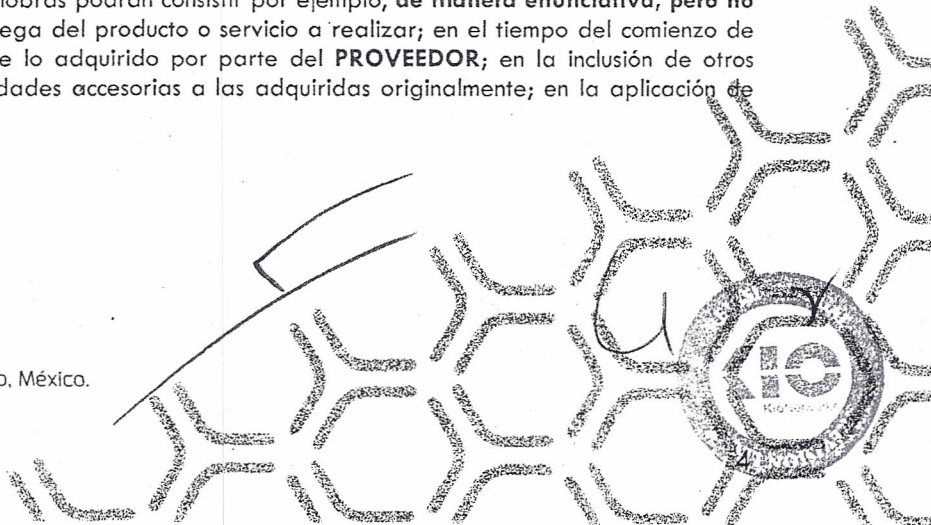 obras podrán consistir por ejemplo, de manera enunciativa, pero no
ega del producto o servicio a realizar; en el tiempo del comienzo de
e lo adquirido por parte del PROVEEDOR; en la inclusión de otros
dades accesorias a las adquiridas originalmente; en la aplicación de
o, México.
KIO
KioNetworks